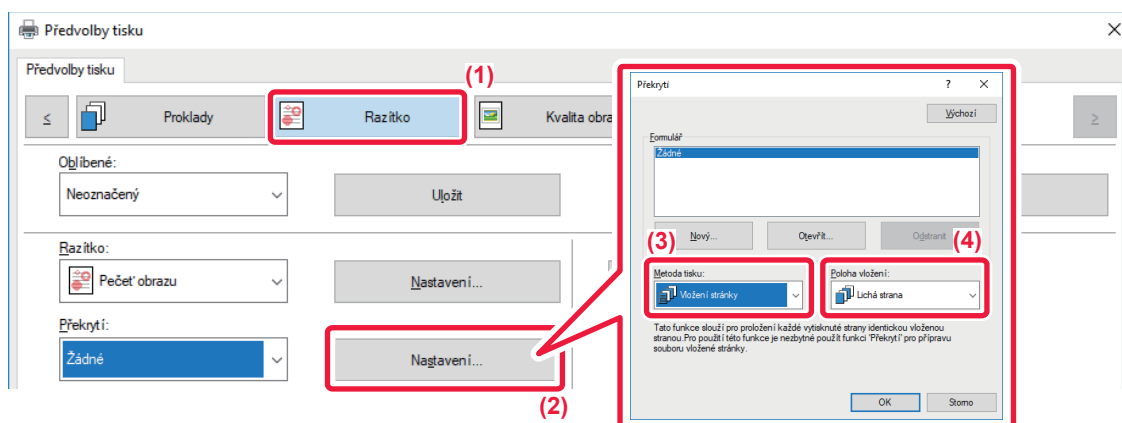 Předvolby tisku
Předvolby tisku
(1)
<
Proklady
Razítko
Kvalita obra
>
Oblíbené:
Neoznačený
Uložit
Razítko:
Pečeť obrazu
Nastavení...
Překrytí:
Žádné
Nastavení...
(2)
Překrytí
?
Výchozí
Formulář
Žádné
Nový...
Otevřít...
Odstranit
(3)
(4)
Metoda tisku:
Vložení stránky
Poloha vložení:
Lichá strana
Tato funkce slouží pro proložení každé vytisknuté strany identickou vloženou
stranou.Pro použití této funkce je nezbytné použít funkci 'Překrytí' pro přípravu
souboru vložené stránky.
OK
Storno